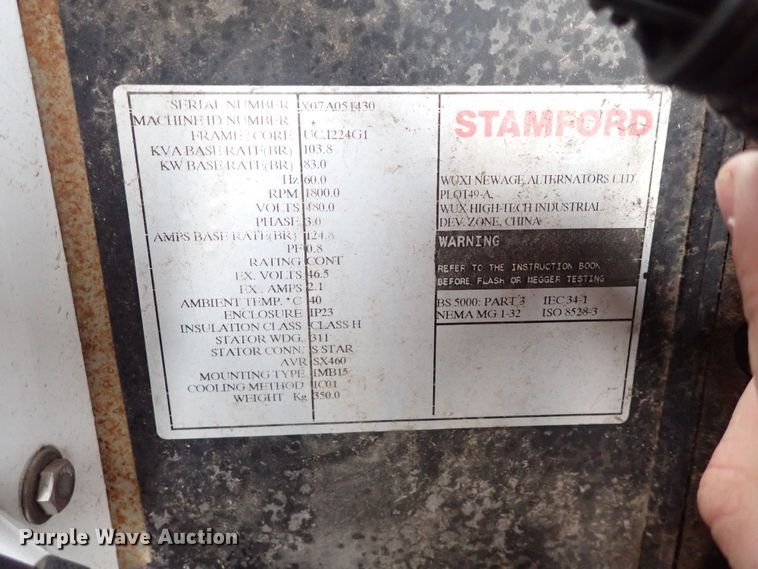 SERIAL NUMBER X07A051430
MACHINE ID NUMBER
FRAME / CORE UCJ224G1
KVA BASE RATE(BR) 103.8
KW BASE RATE(BR) 83.0
Hz 60.0
RPM 1800.0
VOLTS 480.0
PHASE 3.0
AMPS BASE RATE(BR) 124.8
PF 0.8
RATING CONT
EX. VOLTS 46.5
EX. AMPS 2.1
AMBIENT TEMP. °C 40
ENCLOSURE IP23
INSULATION CLASS CLASS H
STATOR WDG. 311
STATOR CONN. S STAR
AVR SX460
MOUNTING TYPE IMB15
COOLING METHOD IC01
WEIGHT Kg 350.0
STAMFORD
WUXI NEWAGE ALTERNATORS LTD
PLOT49-A,
WUX HIGH-TECH INDUSTRIAL
DEV. ZONE, CHINA
WARNING
REFER TO THE INSTRUCTION BOOK
BEFORE FLASH OR MEGGER TESTING
BS 5000: PART 3 IEC 34-1
NEMA MG 1-32 ISO 8528-3
Purple Wave Auction